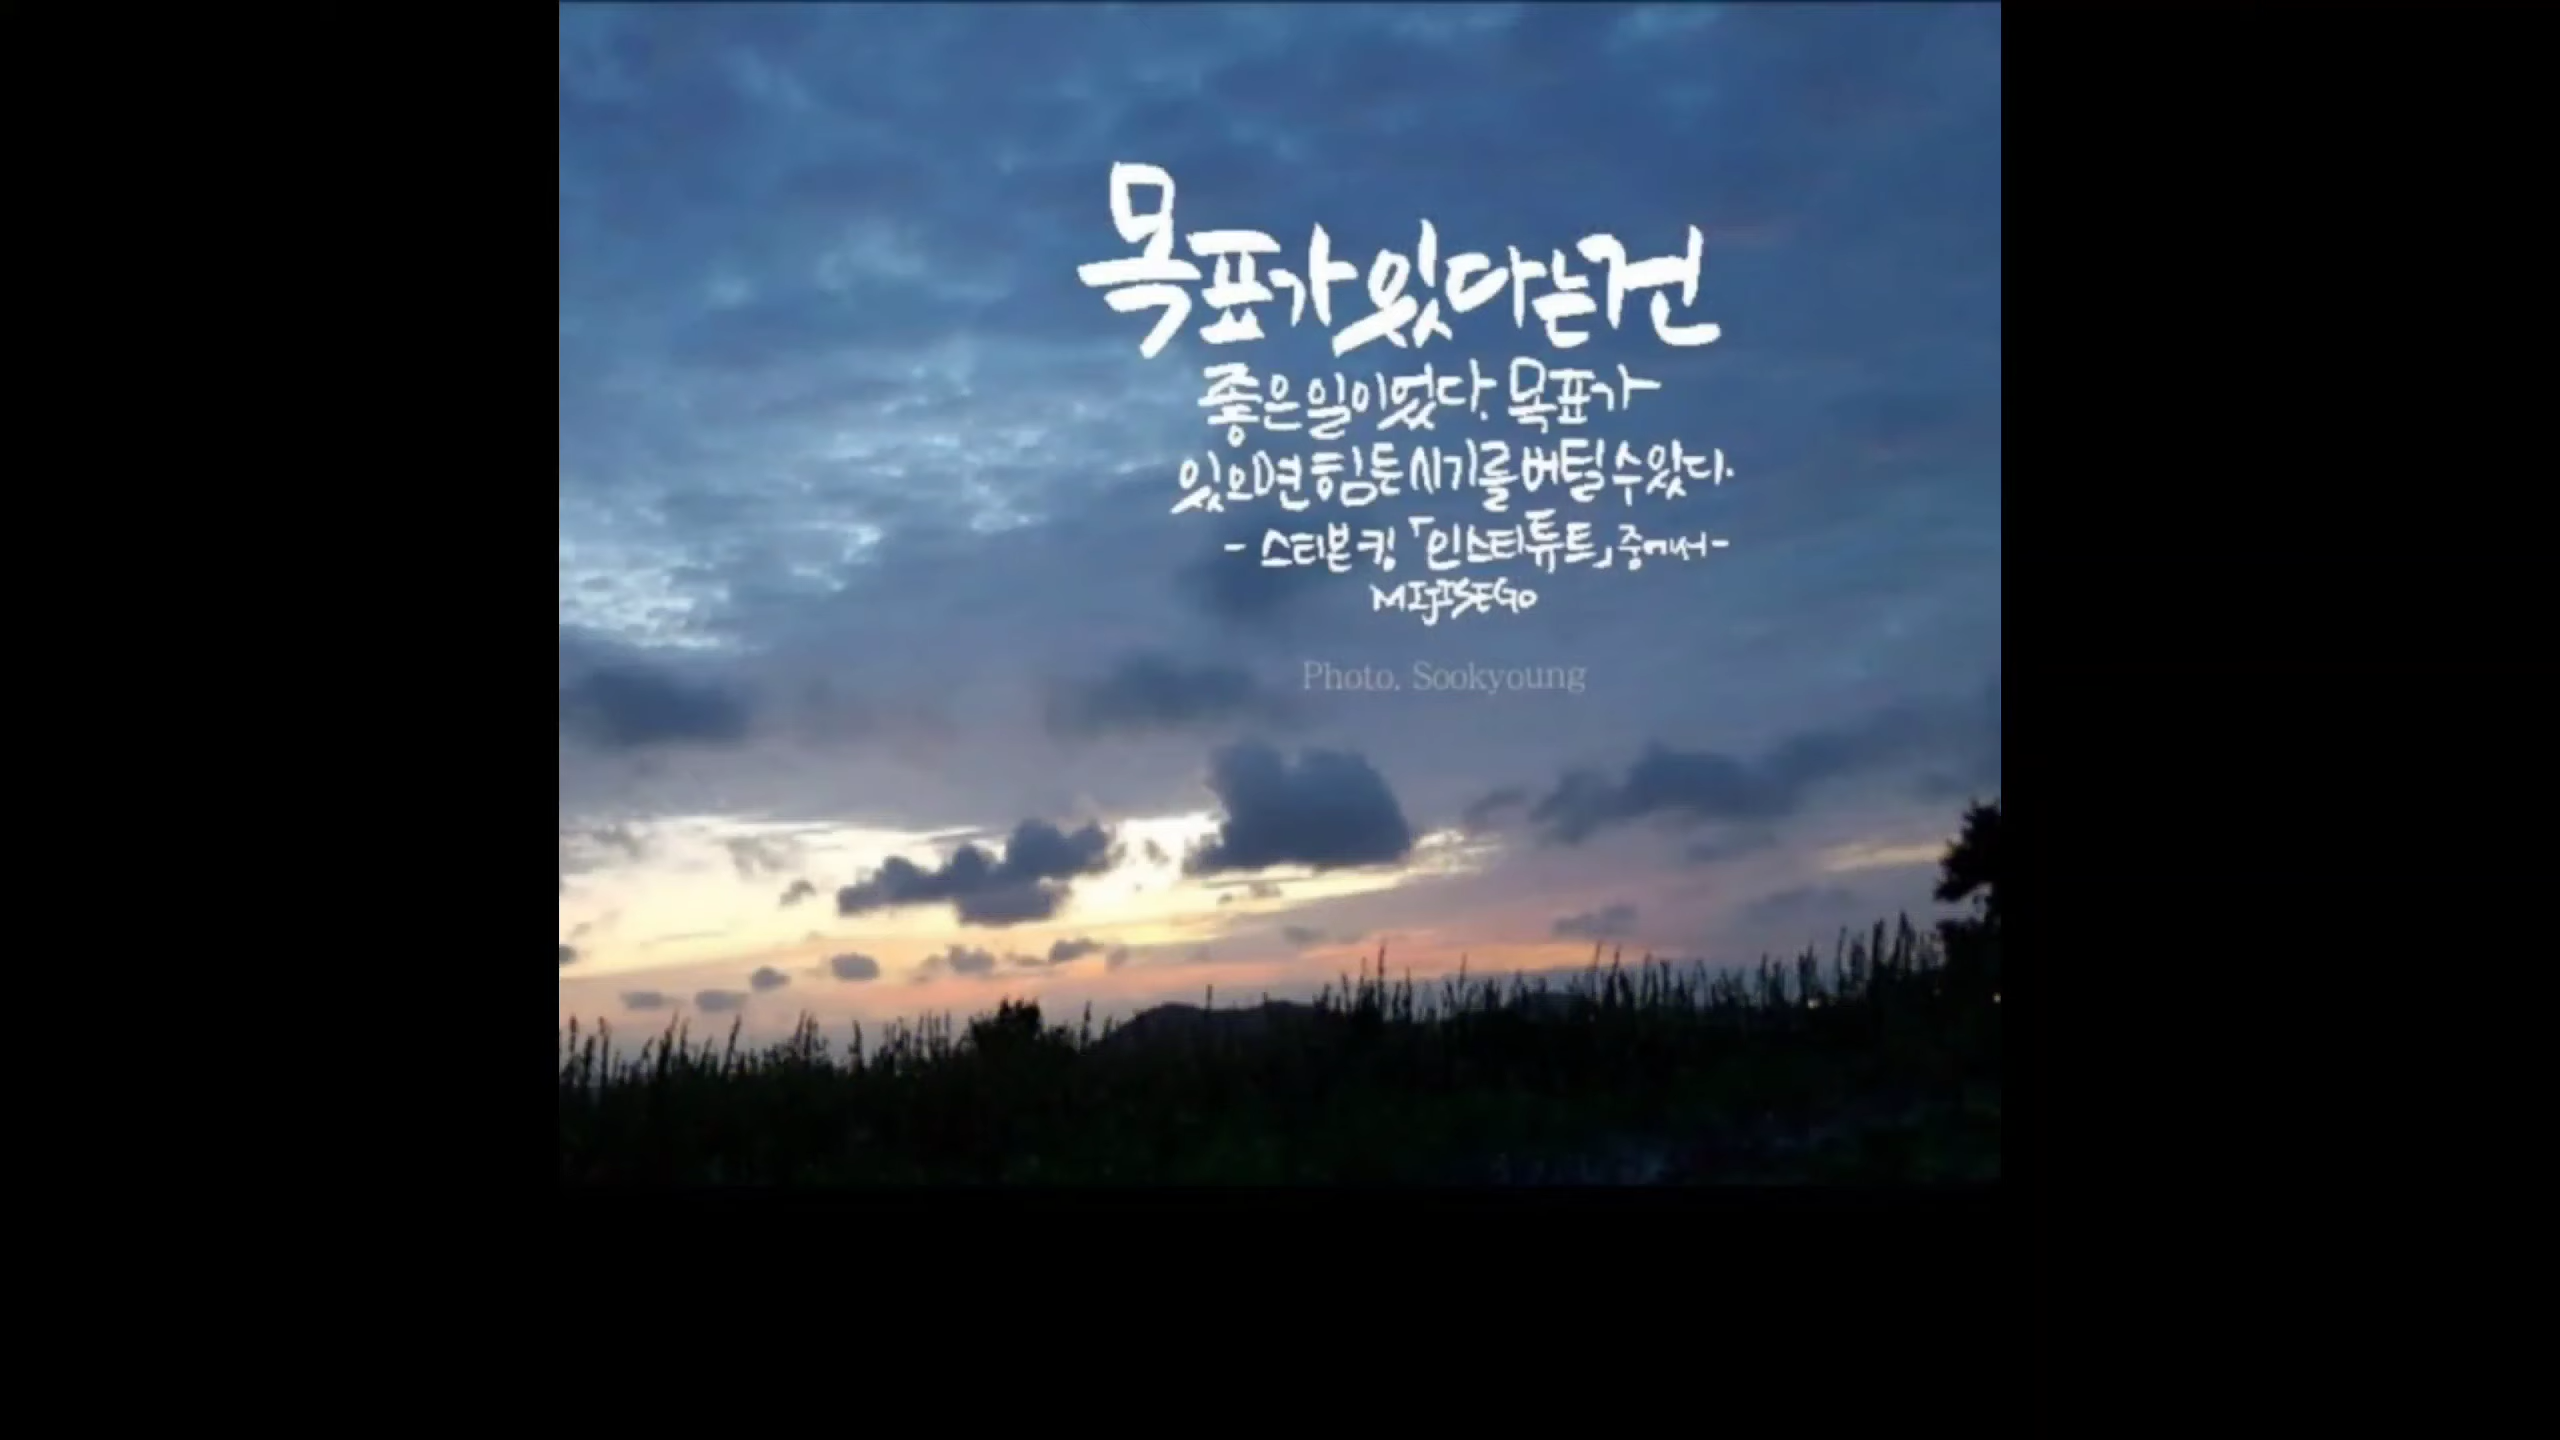 목표가 있다는 건
좋은 일이었다. 목표가
있으면 힘든 시기를 버틸 수 있다.
- 스티븐 킹 「인스티튜트」 중에서 -
MIJISEGO
Photo. Sookyoung